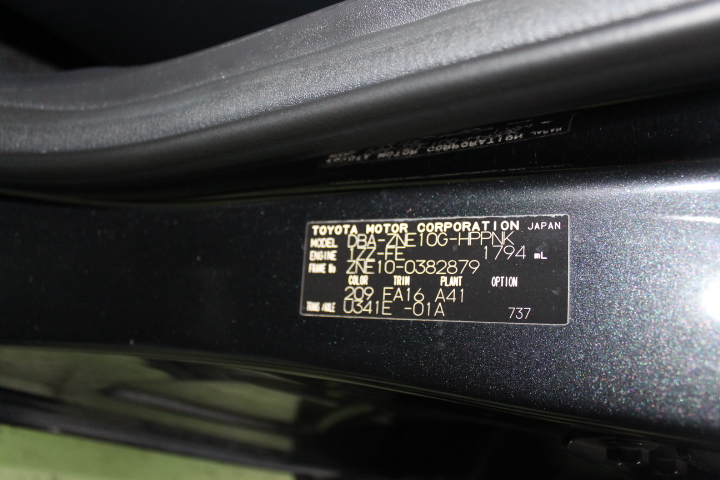 TOYOTA MOTOR CORPORATION JAPAN
MODEL DBA-ZNE10G-HPPNK
ENGINE 1ZZ-FE 1794 mL
FRAME No ZNE10-0382879
COLOR TRIM PLANT OPTION
209 FA16 A41
TRANS/AXLE U341E -01A 737